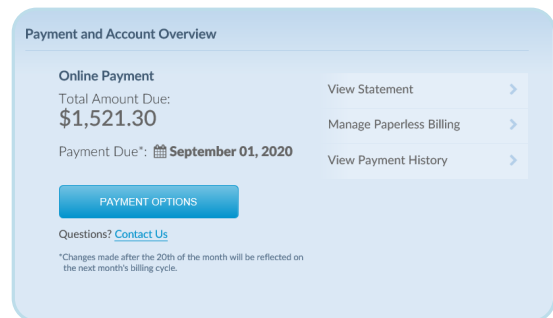 Payment and Account Overview
Online Payment
Total Amount Due:
$1,521.30
Payment Due*: September 01, 2020
PAYMENT OPTIONS
Questions? Contact Us
*Changes made after the 20th of the month will be reflected on
the next month's billing cycle.
View Statement
Manage Paperless Billing
View Payment History